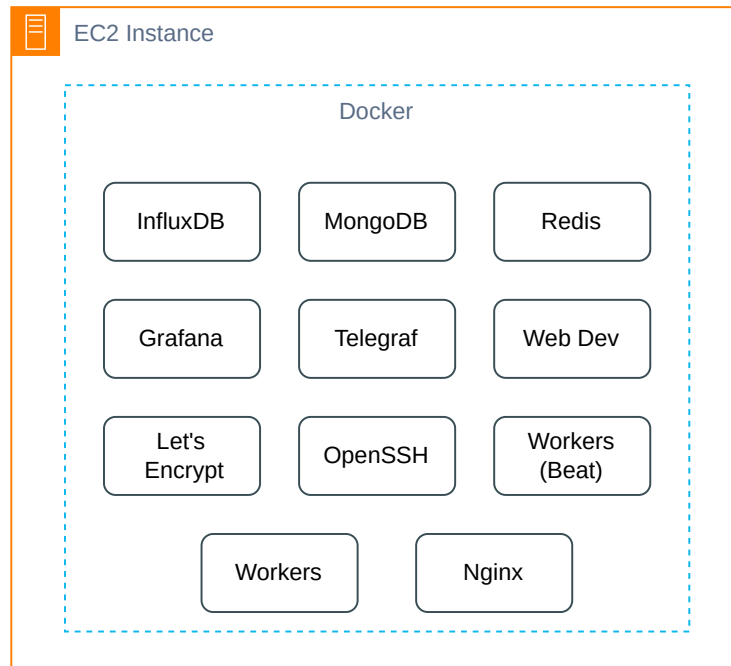 EC2 Instance
Docker
InfluxDB
MongoDB
Redis
Grafana
Telegraf
Web Dev
Let's
Encrypt
OpenSSH
Workers
(Beat)
Workers
Nginx